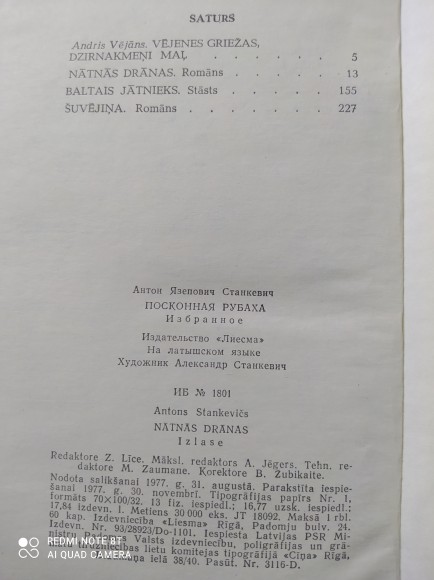 SATURS
Andris Vējāns. VĒJENES GRIEŽAS,
DZIRNAKMEŅI MAĻ . . . . . . 5
NĀTNĀS DRĀNAS. Romāns . . . . 13
BALTAIS JĀTNIEKS. Stāsts . . . . . 155
ŠUVĒJIŅA. Romāns . . . . . . 227
Антон Язепович Станкевич
ПОСКОННАЯ РУБАХА
Избранное
Издательство «Лиесма»
На латышском языке
Художник Александр Станкевич
ИБ № 1801
Antons Stankevičs
NĀTNĀS DRĀNAS
Izlase
Redaktore Z. Līce. Māksl. redaktors A. Jēgers. Tehn. re-
daktore M. Zaumane. Korektore B. Zubikaite.
Nodota salikšanai 1977. g. 31. augustā. Parakstīta iespie-
šanai 1977. g. 30. novembrī. Tipogrāfijas papīrs Nr. 1,
formāts 70×100/32. 13 fiz. iespiedl.; 16,77 uzsk. iespiedl.;
17,84 izdevn. l. Metiens 30 000 eks. JT 18092. Maksā 1 rbl.
60 kap. Izdevniecība «Liesma» Rīgā, Padomju bulv. 24.
Izdevn. Nr. 93/28923/Do-1101. Iespiesta Latvijas PSR Mi-
nistru Padomes Valsts izdevniecību, poligrāfijas un grā-
matu tirdzniecības lietu komitejas tipogrāfijā «Cīņa» Rīgā,
ielā 38/40. Pasūt. Nr. 3116-D.
REDMI NOTE 8T
AI QUAD CAMERA